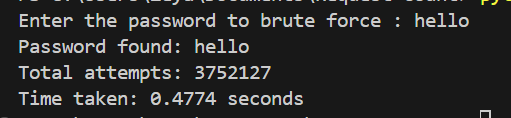 Enter the password to brute force : hello
Password found: hello
Total attempts: 3752127
Time taken: 0.4774 seconds